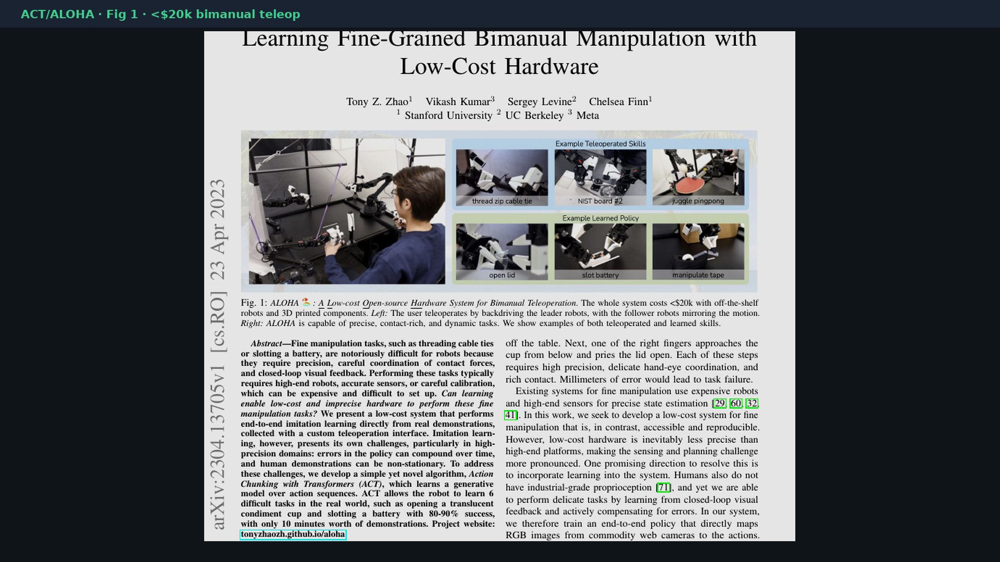 ACT/ALOHA · Fig 1 · <$20k bimanual teleop
Learning Fine-Grained Bimanual Manipulation with
Low-Cost Hardware
Tony Z. Zhao1 Vikash Kumar3 Sergey Levine2 Chelsea Finn1
1 Stanford University 2 UC Berkeley 3 Meta
Example Teleoperated Skills
thread zip cable tie
NIST board #2
juggle pingpong
Example Learned Policy
open lid
slot battery
manipulate tape
Fig. 1: ALOHA 🏖: A Low-cost Open-source Hardware System for Bimanual Teleoperation. The whole system costs <$20k with off-the-shelf
robots and 3D printed components. Left: The user teleoperates by backdriving the leader robots, with the follower robots mirroring the motion.
Right: ALOHA is capable of precise, contact-rich, and dynamic tasks. We show examples of both teleoperated and learned skills.
Abstract—Fine manipulation tasks, such as threading cable ties
or slotting a battery, are notoriously difficult for robots because
they require precision, careful coordination of contact forces,
and closed-loop visual feedback. Performing these tasks typically
requires high-end robots, accurate sensors, or careful calibration,
which can be expensive and difficult to set up. Can learning
enable low-cost and imprecise hardware to perform these fine
manipulation tasks? We present a low-cost system that performs
end-to-end imitation learning directly from real demonstrations,
collected with a custom teleoperation interface. Imitation learn-
ing, however, presents its own challenges, particularly in high-
precision domains: errors in the policy can compound over time,
and human demonstrations can be non-stationary. To address
these challenges, we develop a simple yet novel algorithm, Action
Chunking with Transformers (ACT), which learns a generative
model over action sequences. ACT allows the robot to learn 6
difficult tasks in the real world, such as opening a translucent
condiment cup and slotting a battery with 80-90% success,
with only 10 minutes worth of demonstrations. Project website:
tonyzhaozh.github.io/aloha
off the table. Next, one of the right fingers approaches the
cup from below and pries the lid open. Each of these steps
requires high precision, delicate hand-eye coordination, and
rich contact. Millimeters of error would lead to task failure.
Existing systems for fine manipulation use expensive robots
and high-end sensors for precise state estimation [29, 60, 32,
41]. In this work, we seek to develop a low-cost system for fine
manipulation that is, in contrast, accessible and reproducible.
However, low-cost hardware is inevitably less precise than
high-end platforms, making the sensing and planning challenge
more pronounced. One promising direction to resolve this is
to incorporate learning into the system. Humans also do not
have industrial-grade proprioception [71], and yet we are able
to perform delicate tasks by learning from closed-loop visual
feedback and actively compensating for errors. In our system,
we therefore train an end-to-end policy that directly maps
RGB images from commodity web cameras to the actions.
arXiv:2304.13705v1 [cs.RO] 23 Apr 2023